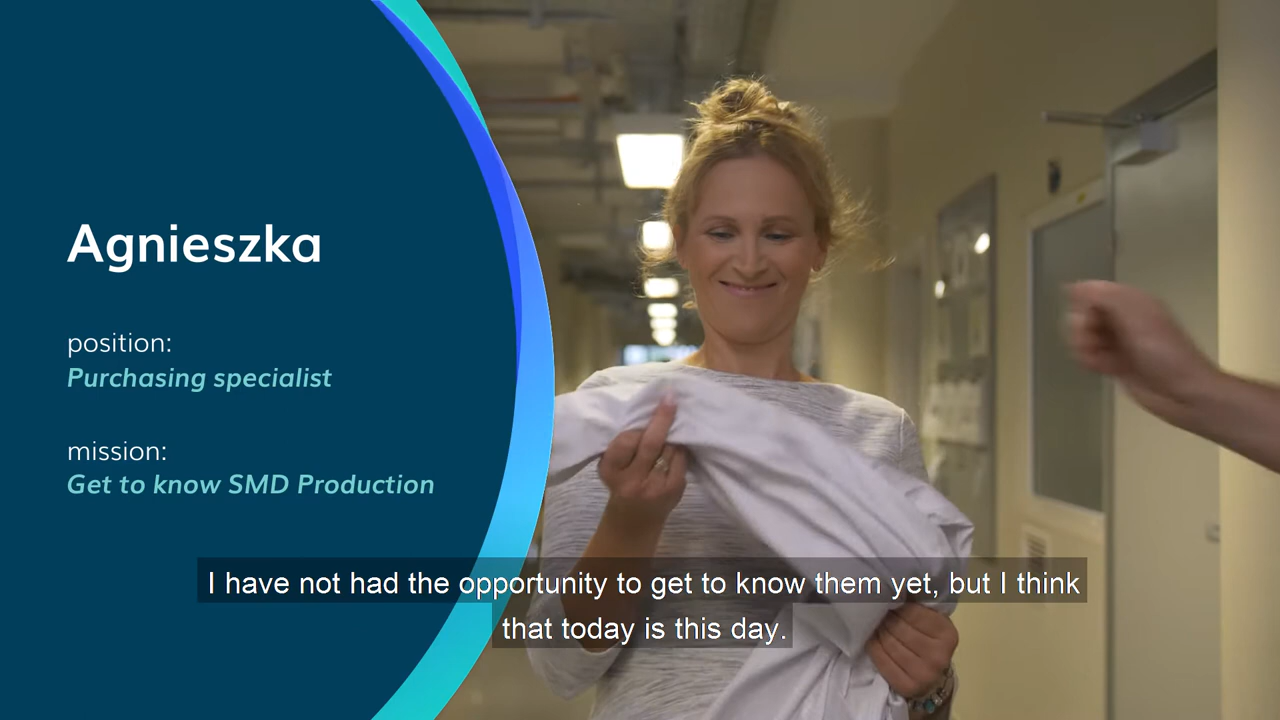 Agnieszka
position:
Purchasing specialist
mission:
Get to know SMD Production
I have not had the opportunity to get to know them yet, but I think
that today is this day.